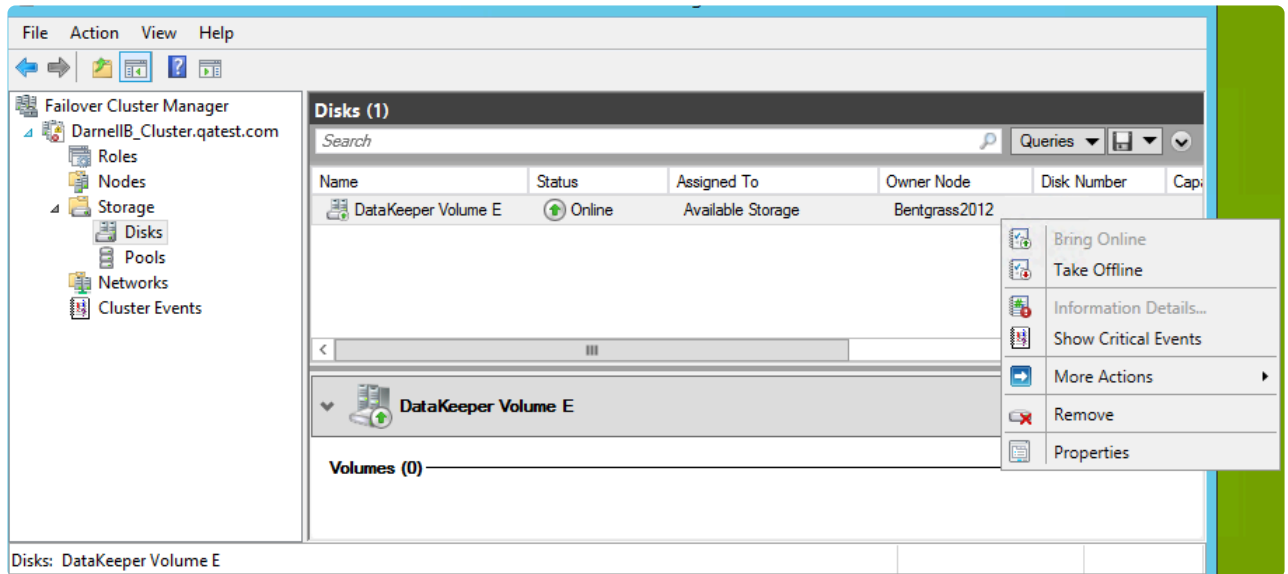 File Action View Help
Failover Cluster Manager
DarnellB_Cluster.qatest.com
Roles
Nodes
Storage
Disks
Pools
Networks
Cluster Events
Disks (1)
Search
Queries
Name Status Assigned To Owner Node Disk Number Capa
DataKeeper Volume E Online Available Storage Bentgrass2012
Bring Online
Take Offline
Information Details...
Show Critical Events
More Actions
Remove
Properties
DataKeeper Volume E
Volumes (0)
Disks: DataKeeper Volume E